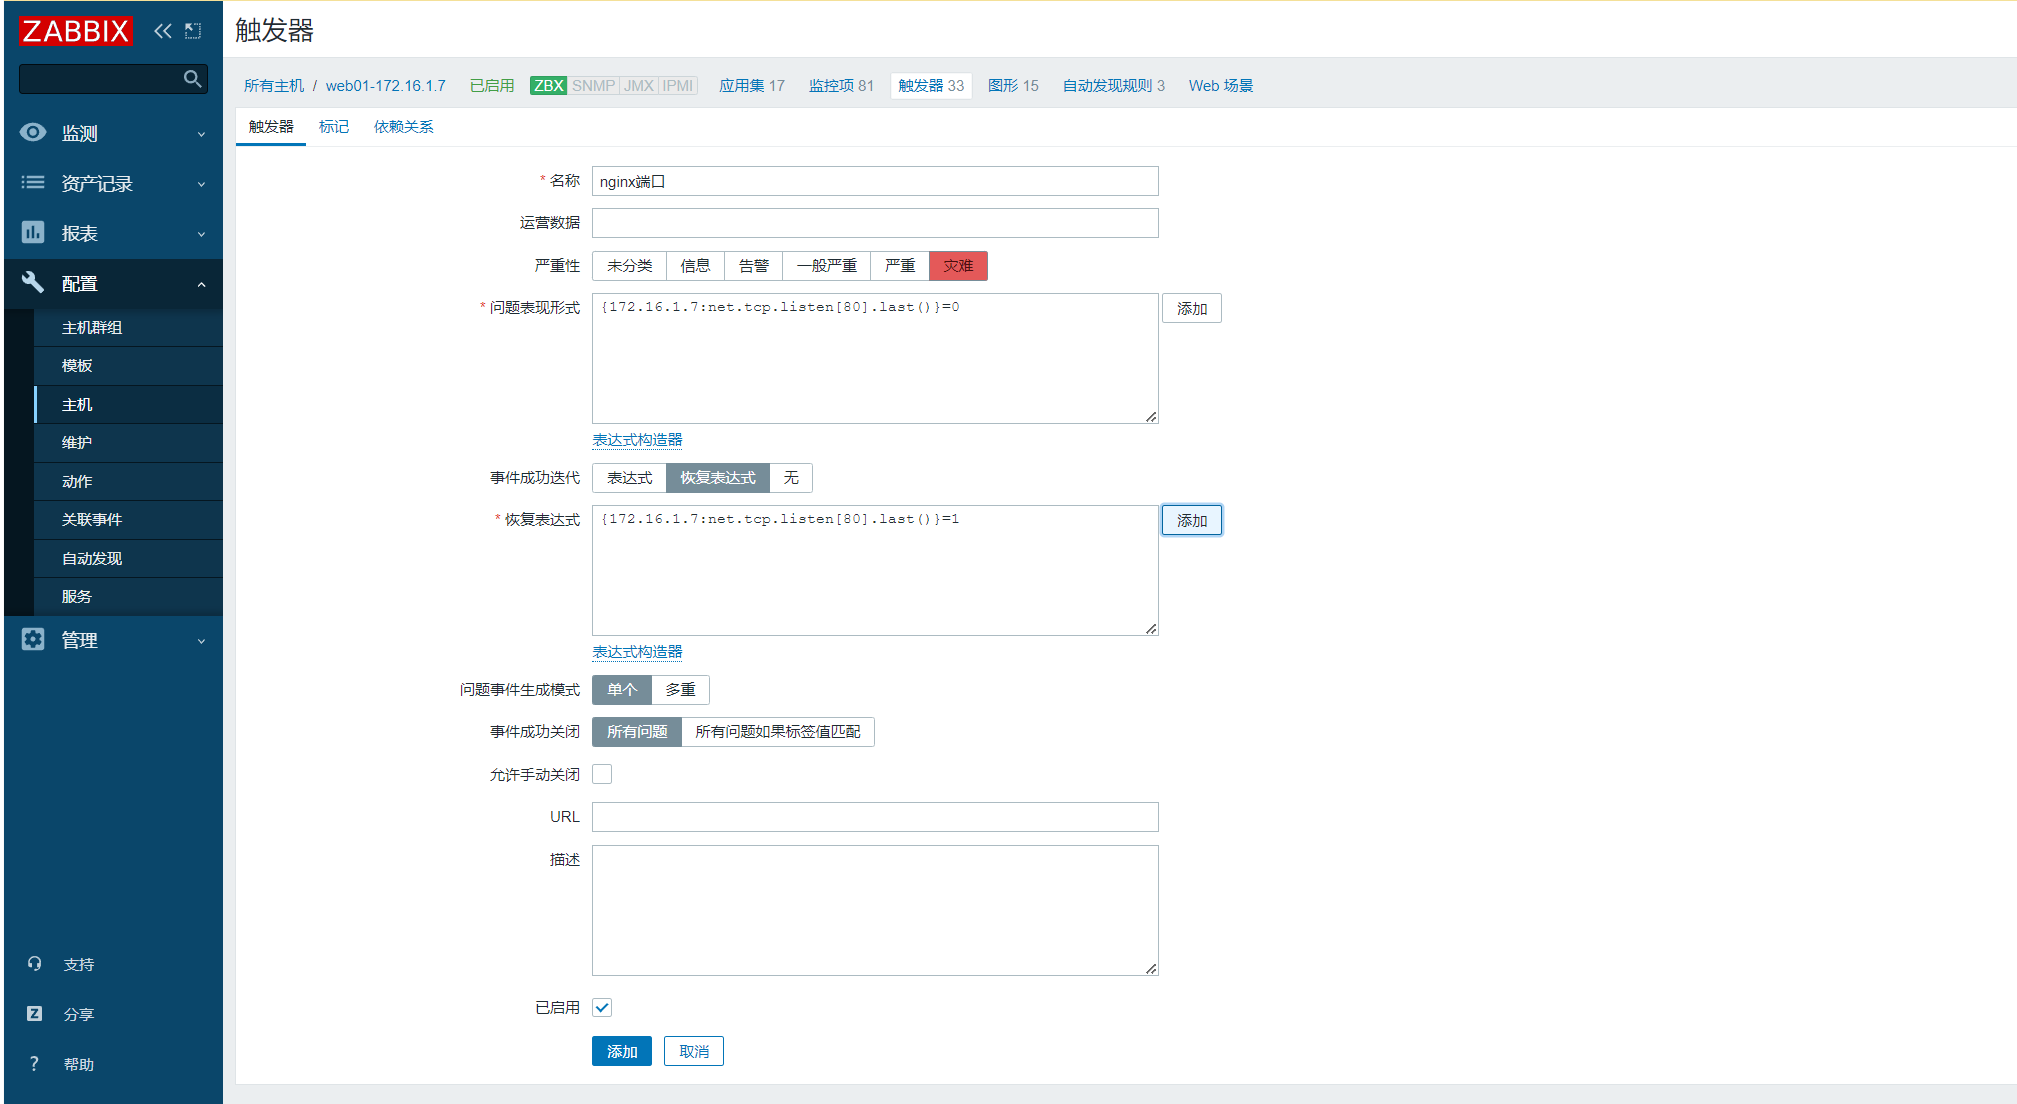 ZABBIX
监测
资产记录
报表
配置
主机群组
模板
主机
维护
动作
关联事件
自动发现
服务
管理
支持
分享
帮助
触发器
所有主机 / web01-172.16.1.7 已启用 ZBX SNMP JMX IPMI 应用集 17 监控项 81 触发器 33 图形 15 自动发现规则 3 Web 场景
触发器 标记 依赖关系
* 名称 nginx端口
运营数据
严重性 未分类 信息 告警 一般严重 严重 灾难
* 问题表现形式 {172.16.1.7:net.tcp.listen[80].last()}=0 添加
表达式构造器
事件成功迭代 表达式 恢复表达式 无
* 恢复表达式 {172.16.1.7:net.tcp.listen[80].last()}=1 添加
表达式构造器
问题事件生成模式 单个 多重
事件成功关闭 所有问题 所有问题如果标签值匹配
允许手动关闭
URL
描述
已启用
添加 取消